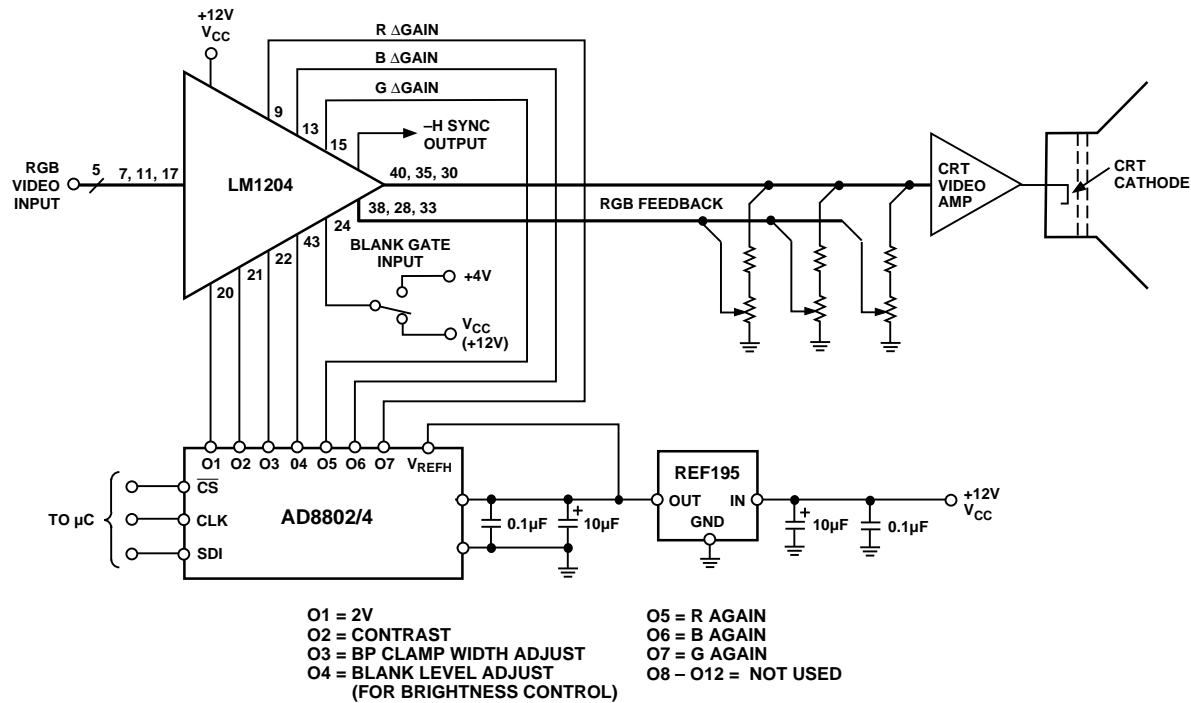 +12V
VCC
R ∆GAIN
B ∆GAIN
G ∆GAIN
9
13
15
–H SYNC
OUTPUT
RGB
VIDEO
INPUT
5
7, 11, 17
LM1204
40, 35, 30
38, 28, 33
RGB FEEDBACK
CRT
VIDEO
AMP
CRT
CATHODE
24
43
22
21
20
BLANK GATE
INPUT
+4V
VCC
(+12V)
O1
O2
O3
04
O5
O6
O7
VREFH
TO µC
CS
CLK
SDI
AD8802/4
0.1µF
+
10µF
REF195
OUT
IN
GND
+
10µF
0.1µF
+12V
VCC
O1 = 2V
O2 = CONTRAST
O3 = BP CLAMP WIDTH ADJUST
O4 = BLANK LEVEL ADJUST
(FOR BRIGHTNESS CONTROL)
O5 = R AGAIN
O6 = B AGAIN
O7 = G AGAIN
O8 – O12 = NOT USED